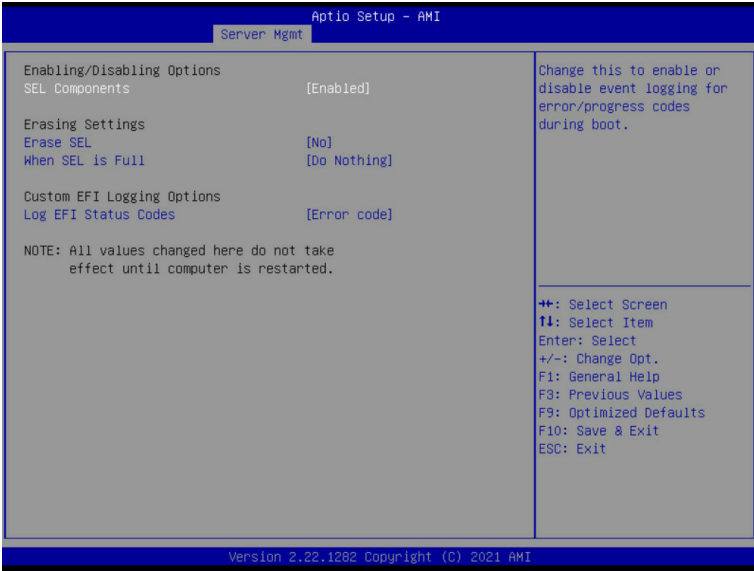 Aptio Setup – AMI
Server Mgmt
Enabling/Disabling Options
SEL Components [Enabled]
Erasing Settings
Erase SEL [No]
When SEL is Full [Do Nothing]
Custom EFI Logging Options
Log EFI Status Codes [Error code]
NOTE: All values changed here do not take
effect until computer is restarted.
Change this to enable or
disable event logging for
error/progress codes
during boot.
→←: Select Screen
↑↓: Select Item
Enter: Select
+/-: Change Opt.
F1: General Help
F3: Previous Values
F9: Optimized Defaults
F10: Save & Exit
ESC: Exit
Version 2.22.1282 Copyright (C) 2021 AMI